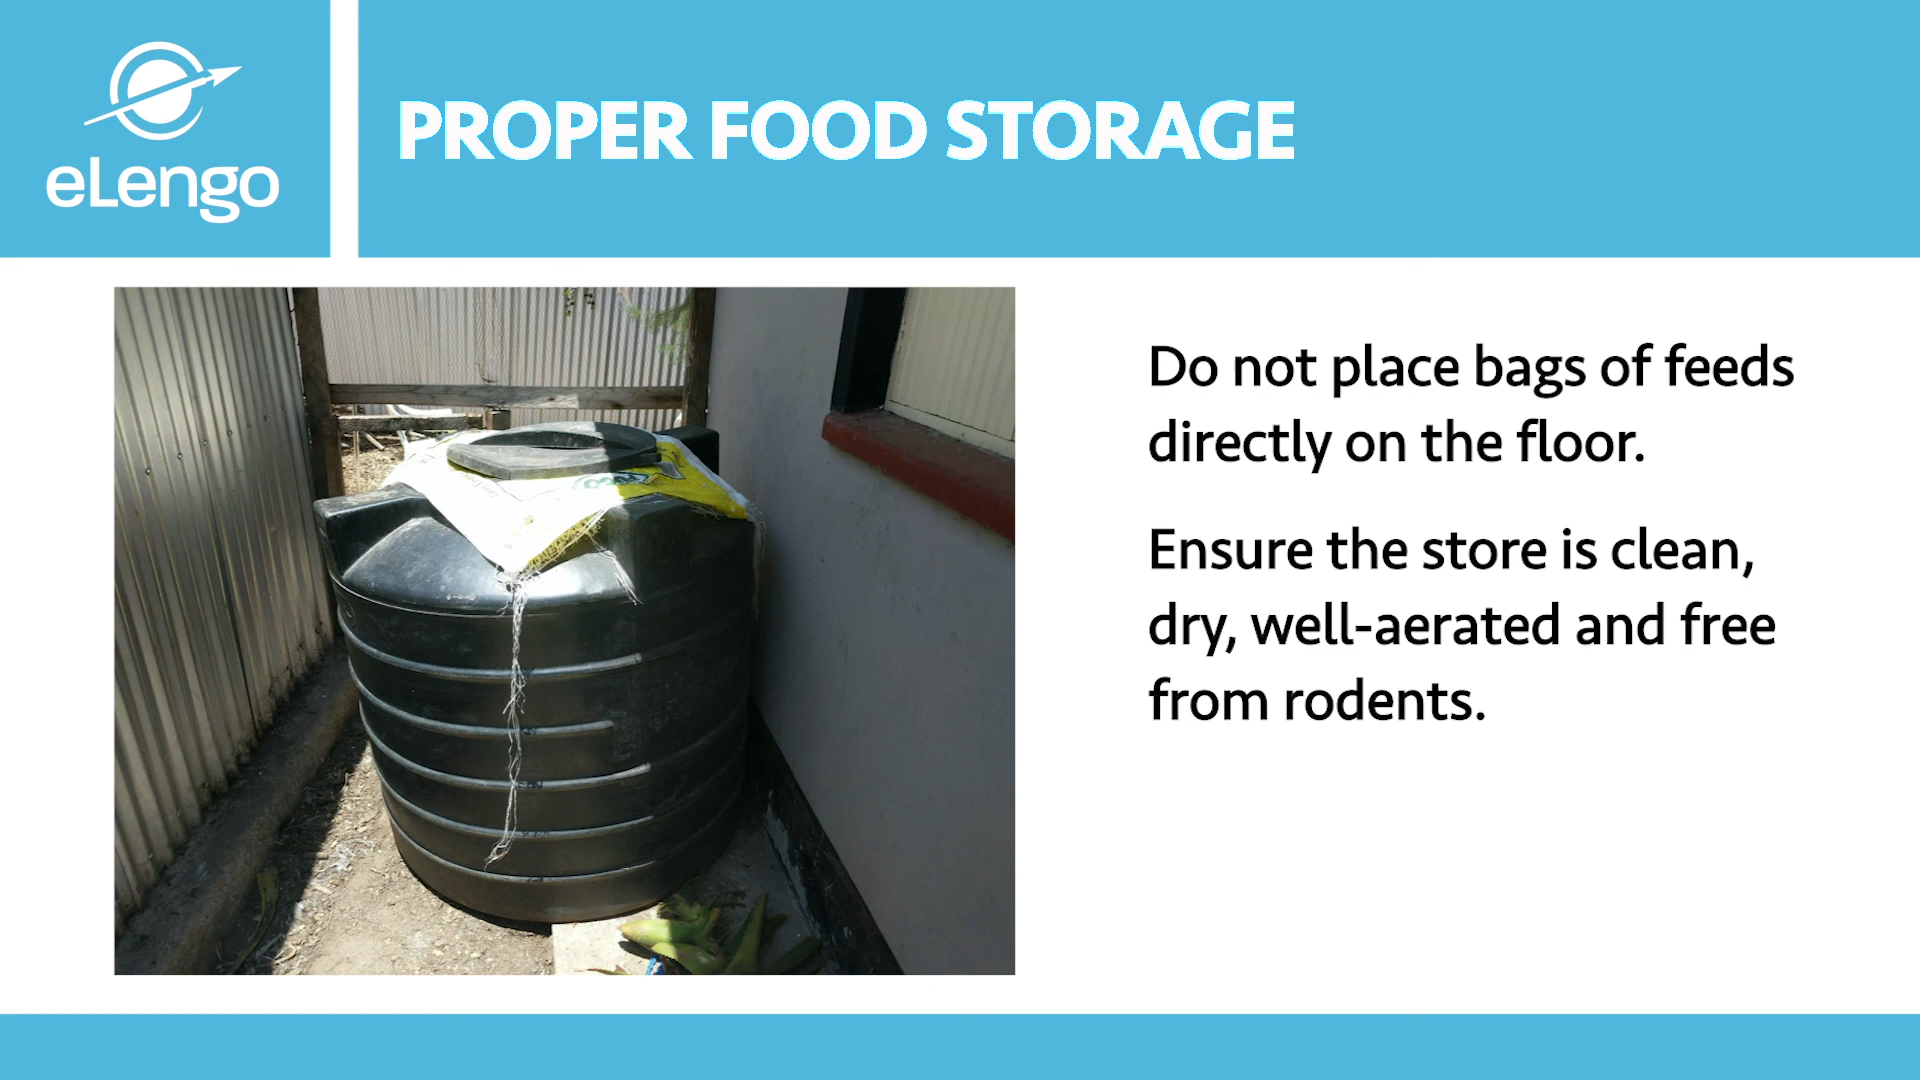 eLengo
PROPER FOOD STORAGE
Do not place bags of feeds
directly on the floor.
Ensure the store is clean,
dry, well-aerated and free
from rodents.